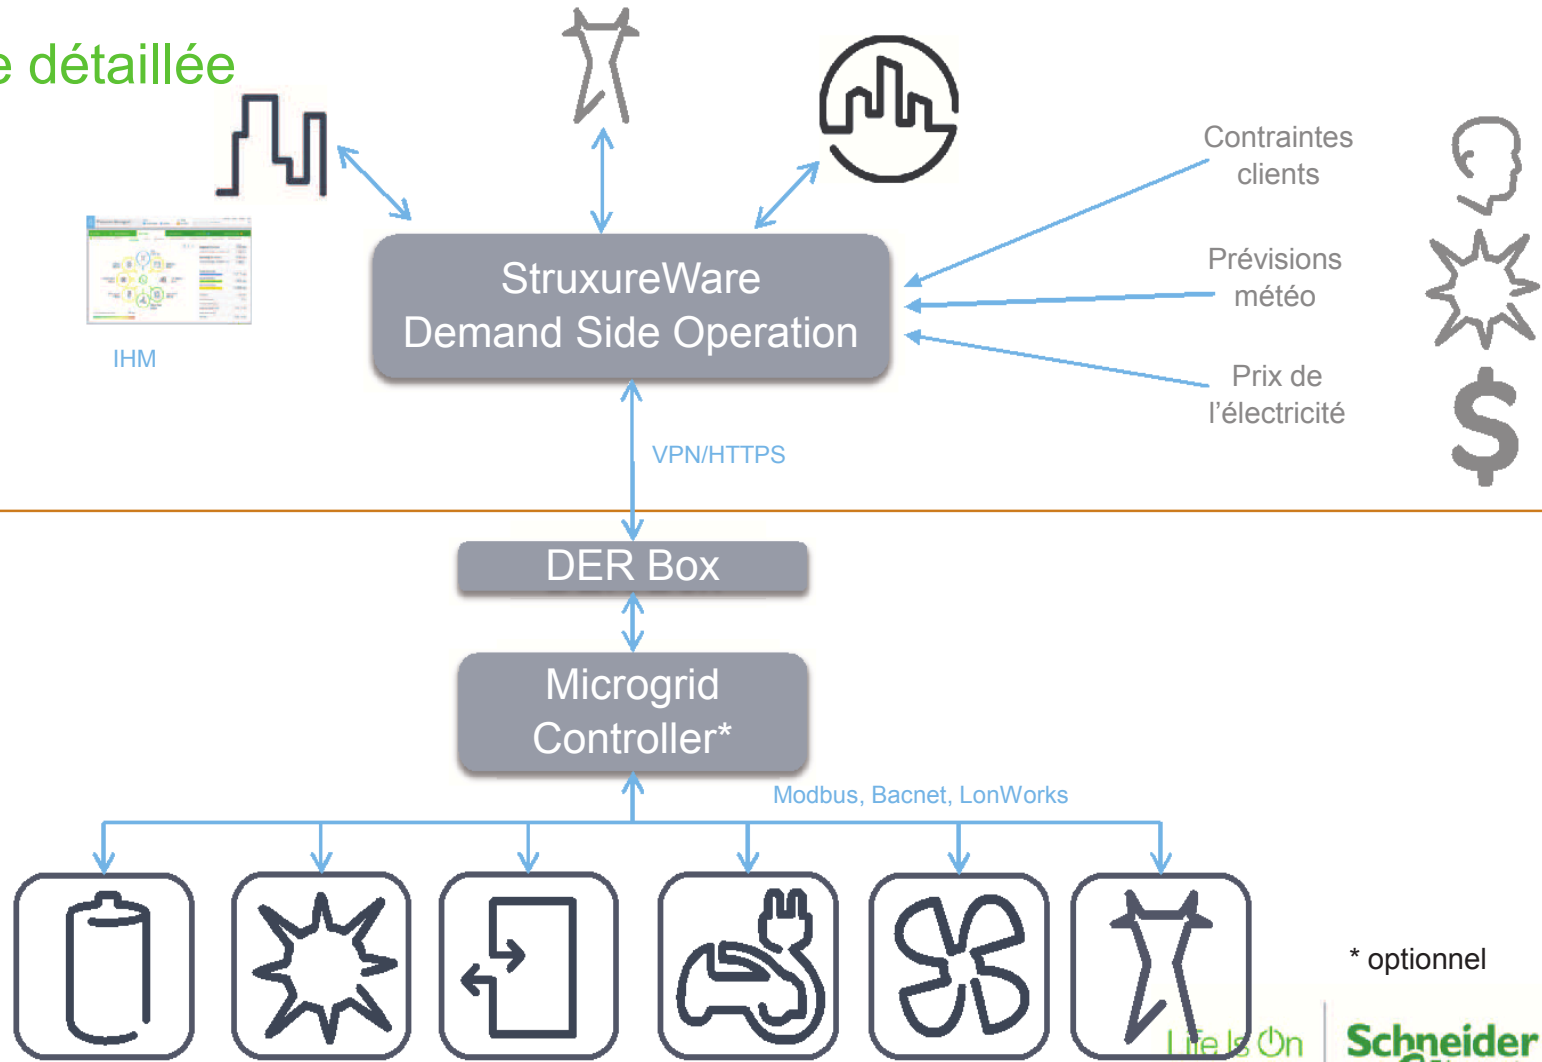 e détaillée
Contraintes
clients
Prévisions
météo
Prix de
l'électricité
IHM
StruxureWare
Demand Side Operation
VPN/HTTPS
DER Box
Microgrid
Controller*
Modbus, Bacnet, LonWorks
* optionnel
Life Is On
Schneider